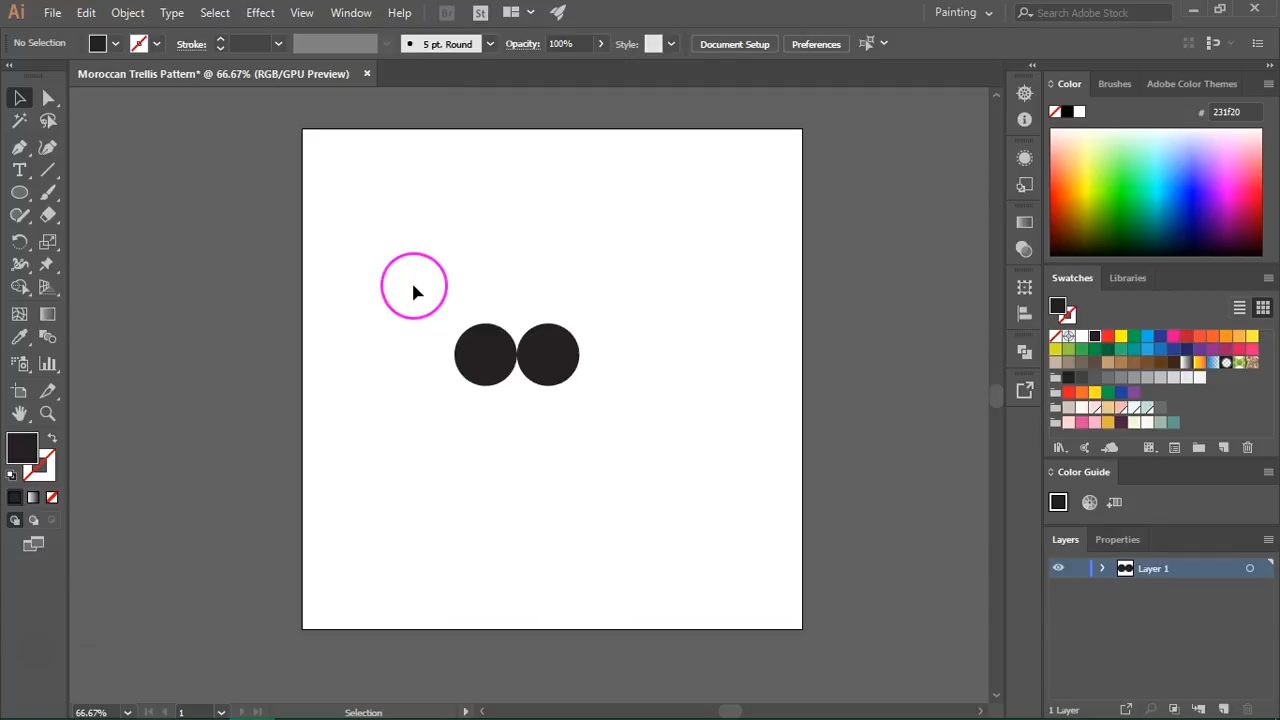 Ai File Edit Object Type Select Effect View Window Help Br St Painting Search Adobe Stock
No Selection Stroke: 5 pt. Round Opacity: 100% Style: Document Setup Preferences
Moroccan Trellis Pattern* @ 66.67% (RGB/GPU Preview) ×
Color Brushes Adobe Color Themes
# 231f20
Swatches Libraries
Color Guide
Layers Properties
Layer 1
1 Layer
66.67% 1 Selection